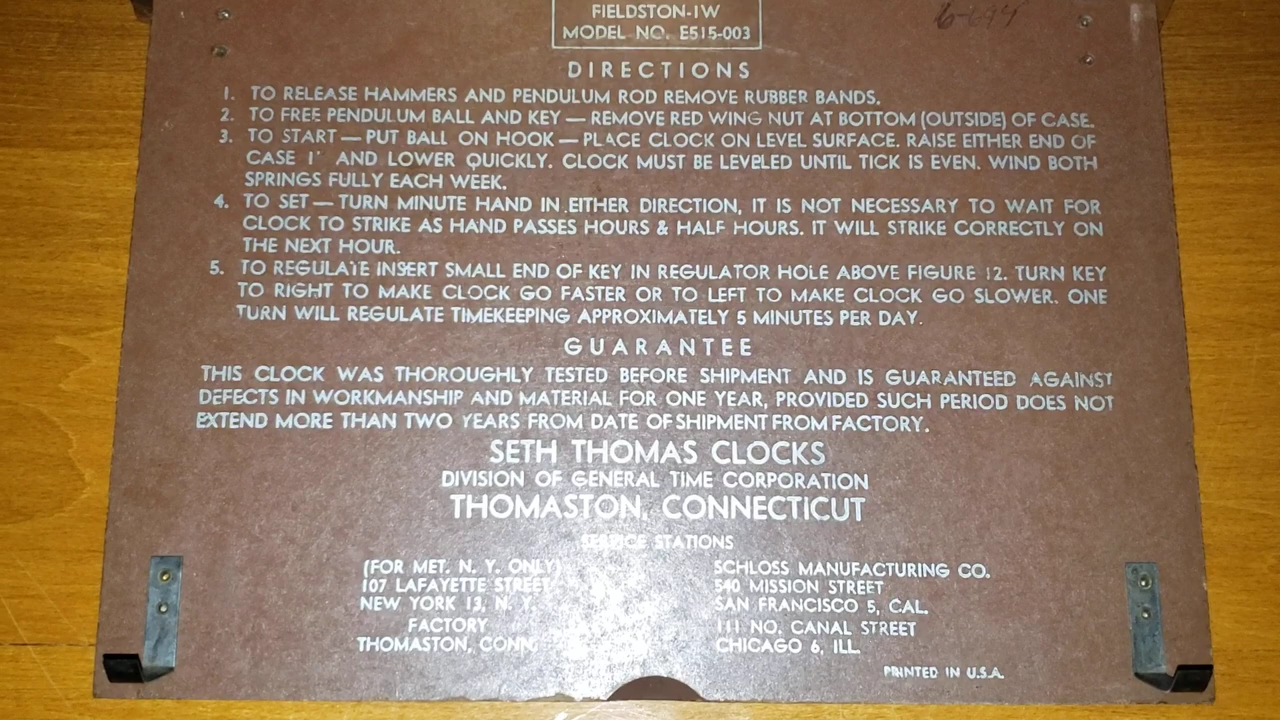 FIELDSTON-1W
MODEL NO. E515-003
DIRECTIONS
1. TO RELEASE HAMMERS AND PENDULUM ROD REMOVE RUBBER BANDS.
2. TO FREE PENDULUM BALL AND KEY — REMOVE RED WING NUT AT BOTTOM (OUTSIDE) OF CASE.
3. TO START — PUT BALL ON HOOK — PLACE CLOCK ON LEVEL SURFACE. RAISE EITHER END OF
CASE 1" AND LOWER QUICKLY. CLOCK MUST BE LEVELED UNTIL TICK IS EVEN. WIND BOTH
SPRINGS FULLY EACH WEEK.
4. TO SET — TURN MINUTE HAND IN EITHER DIRECTION, IT IS NOT NECESSARY TO WAIT FOR
CLOCK TO STRIKE AS HAND PASSES HOURS & HALF HOURS. IT WILL STRIKE CORRECTLY ON
THE NEXT HOUR.
5. TO REGULATE INSERT SMALL END OF KEY IN REGULATOR HOLE ABOVE FIGURE 12. TURN KEY
TO RIGHT TO MAKE CLOCK GO FASTER OR TO LEFT TO MAKE CLOCK GO SLOWER. ONE
TURN WILL REGULATE TIMEKEEPING APPROXIMATELY 5 MINUTES PER DAY.
GUARANTEE
THIS CLOCK WAS THOROUGHLY TESTED BEFORE SHIPMENT AND IS GUARANTEED AGAINST
DEFECTS IN WORKMANSHIP AND MATERIAL FOR ONE YEAR, PROVIDED SUCH PERIOD DOES NOT
EXTEND MORE THAN TWO YEARS FROM DATE OF SHIPMENT FROM FACTORY.
SETH THOMAS CLOCKS
DIVISION OF GENERAL TIME CORPORATION
THOMASTON, CONNECTICUT
SERVICE STATIONS
(FOR MET. N. Y. ONLY)
107 LAFAYETTE STREET
NEW YORK 13, N. Y.
FACTORY
THOMASTON, CONN.
SCHLOSS MANUFACTURING CO.
540 MISSION STREET
SAN FRANCISCO 5, CAL.
111 NO. CANAL STREET
CHICAGO 6, ILL.
PRINTED IN U.S.A.